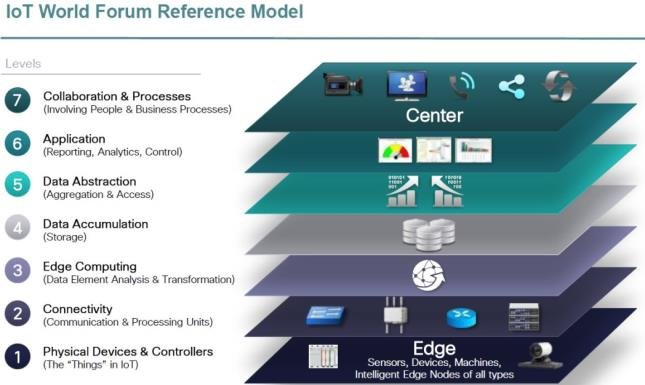 IoT World Forum Reference Model
Levels
7
Collaboration & Processes
(Involving People & Business Processes)
6
Application
(Reporting, Analytics, Control)
5
Data Abstraction
(Aggregation & Access)
4
Data Accumulation
(Storage)
3
Edge Computing
(Data Element Analysis & Transformation)
2
Connectivity
(Communication & Processing Units)
1
Physical Devices & Controllers
(The "Things" in IoT)
Center
Edge
Sensors, Devices, Machines,
Intelligent Edge Nodes of all types